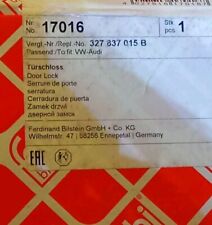 Nr
No 17016
Stk
pcs 1
Vergl.-Nr./Repl.-No. 327 837 015 B
Passend./To fit: VW-Audi
Türschloss
Door Lock
Serrure de porte
serratura
Cerradura de puerta
Zamek drzwi
дверной замок
Ferdinand Bilstein GmbH + Co. KG
Wilhelmstr. 47 | 58256 Ennepetal | Germany
EAC